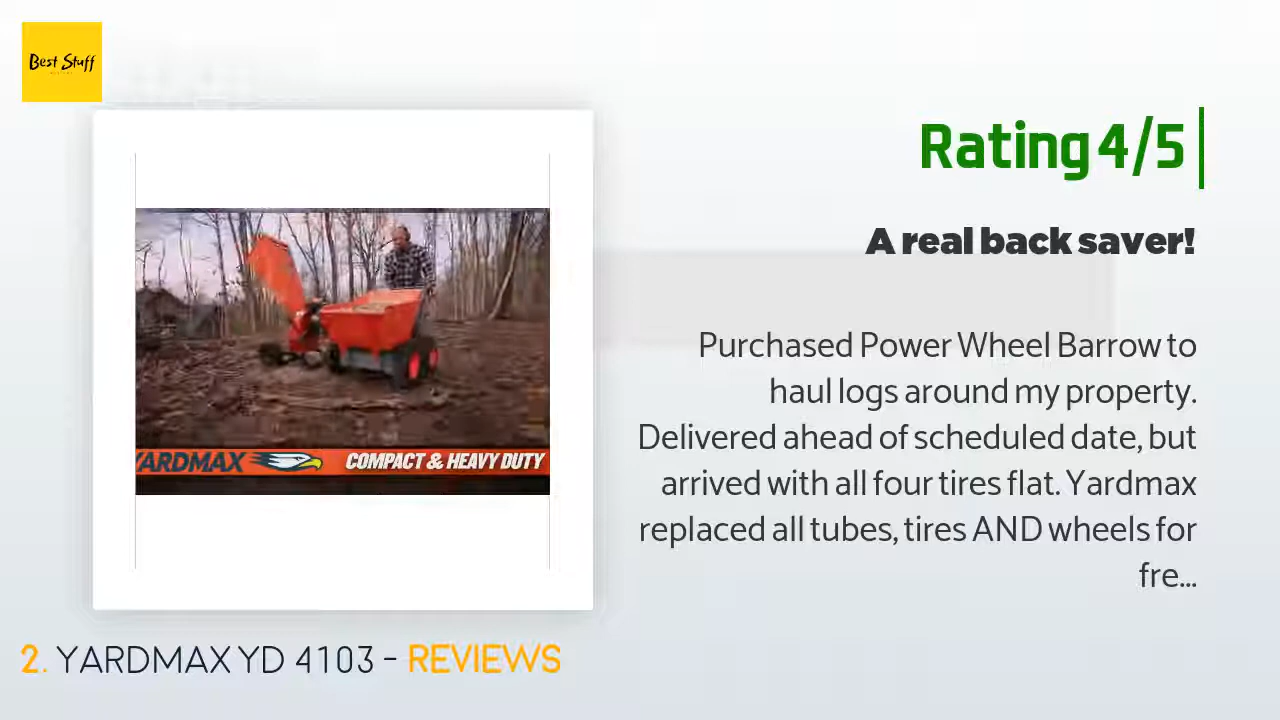 Best Stuff
Rating 4/5
A real back saver!
Purchased Power Wheel Barrow to
haul logs around my property.
Delivered ahead of scheduled date, but
arrived with all four tires flat. Yardmax
replaced all tubes, tires AND wheels for
fre...
YARDMAX
COMPACT & HEAVY DUTY
2. YARDMAX YD 4103 - REVIEWS